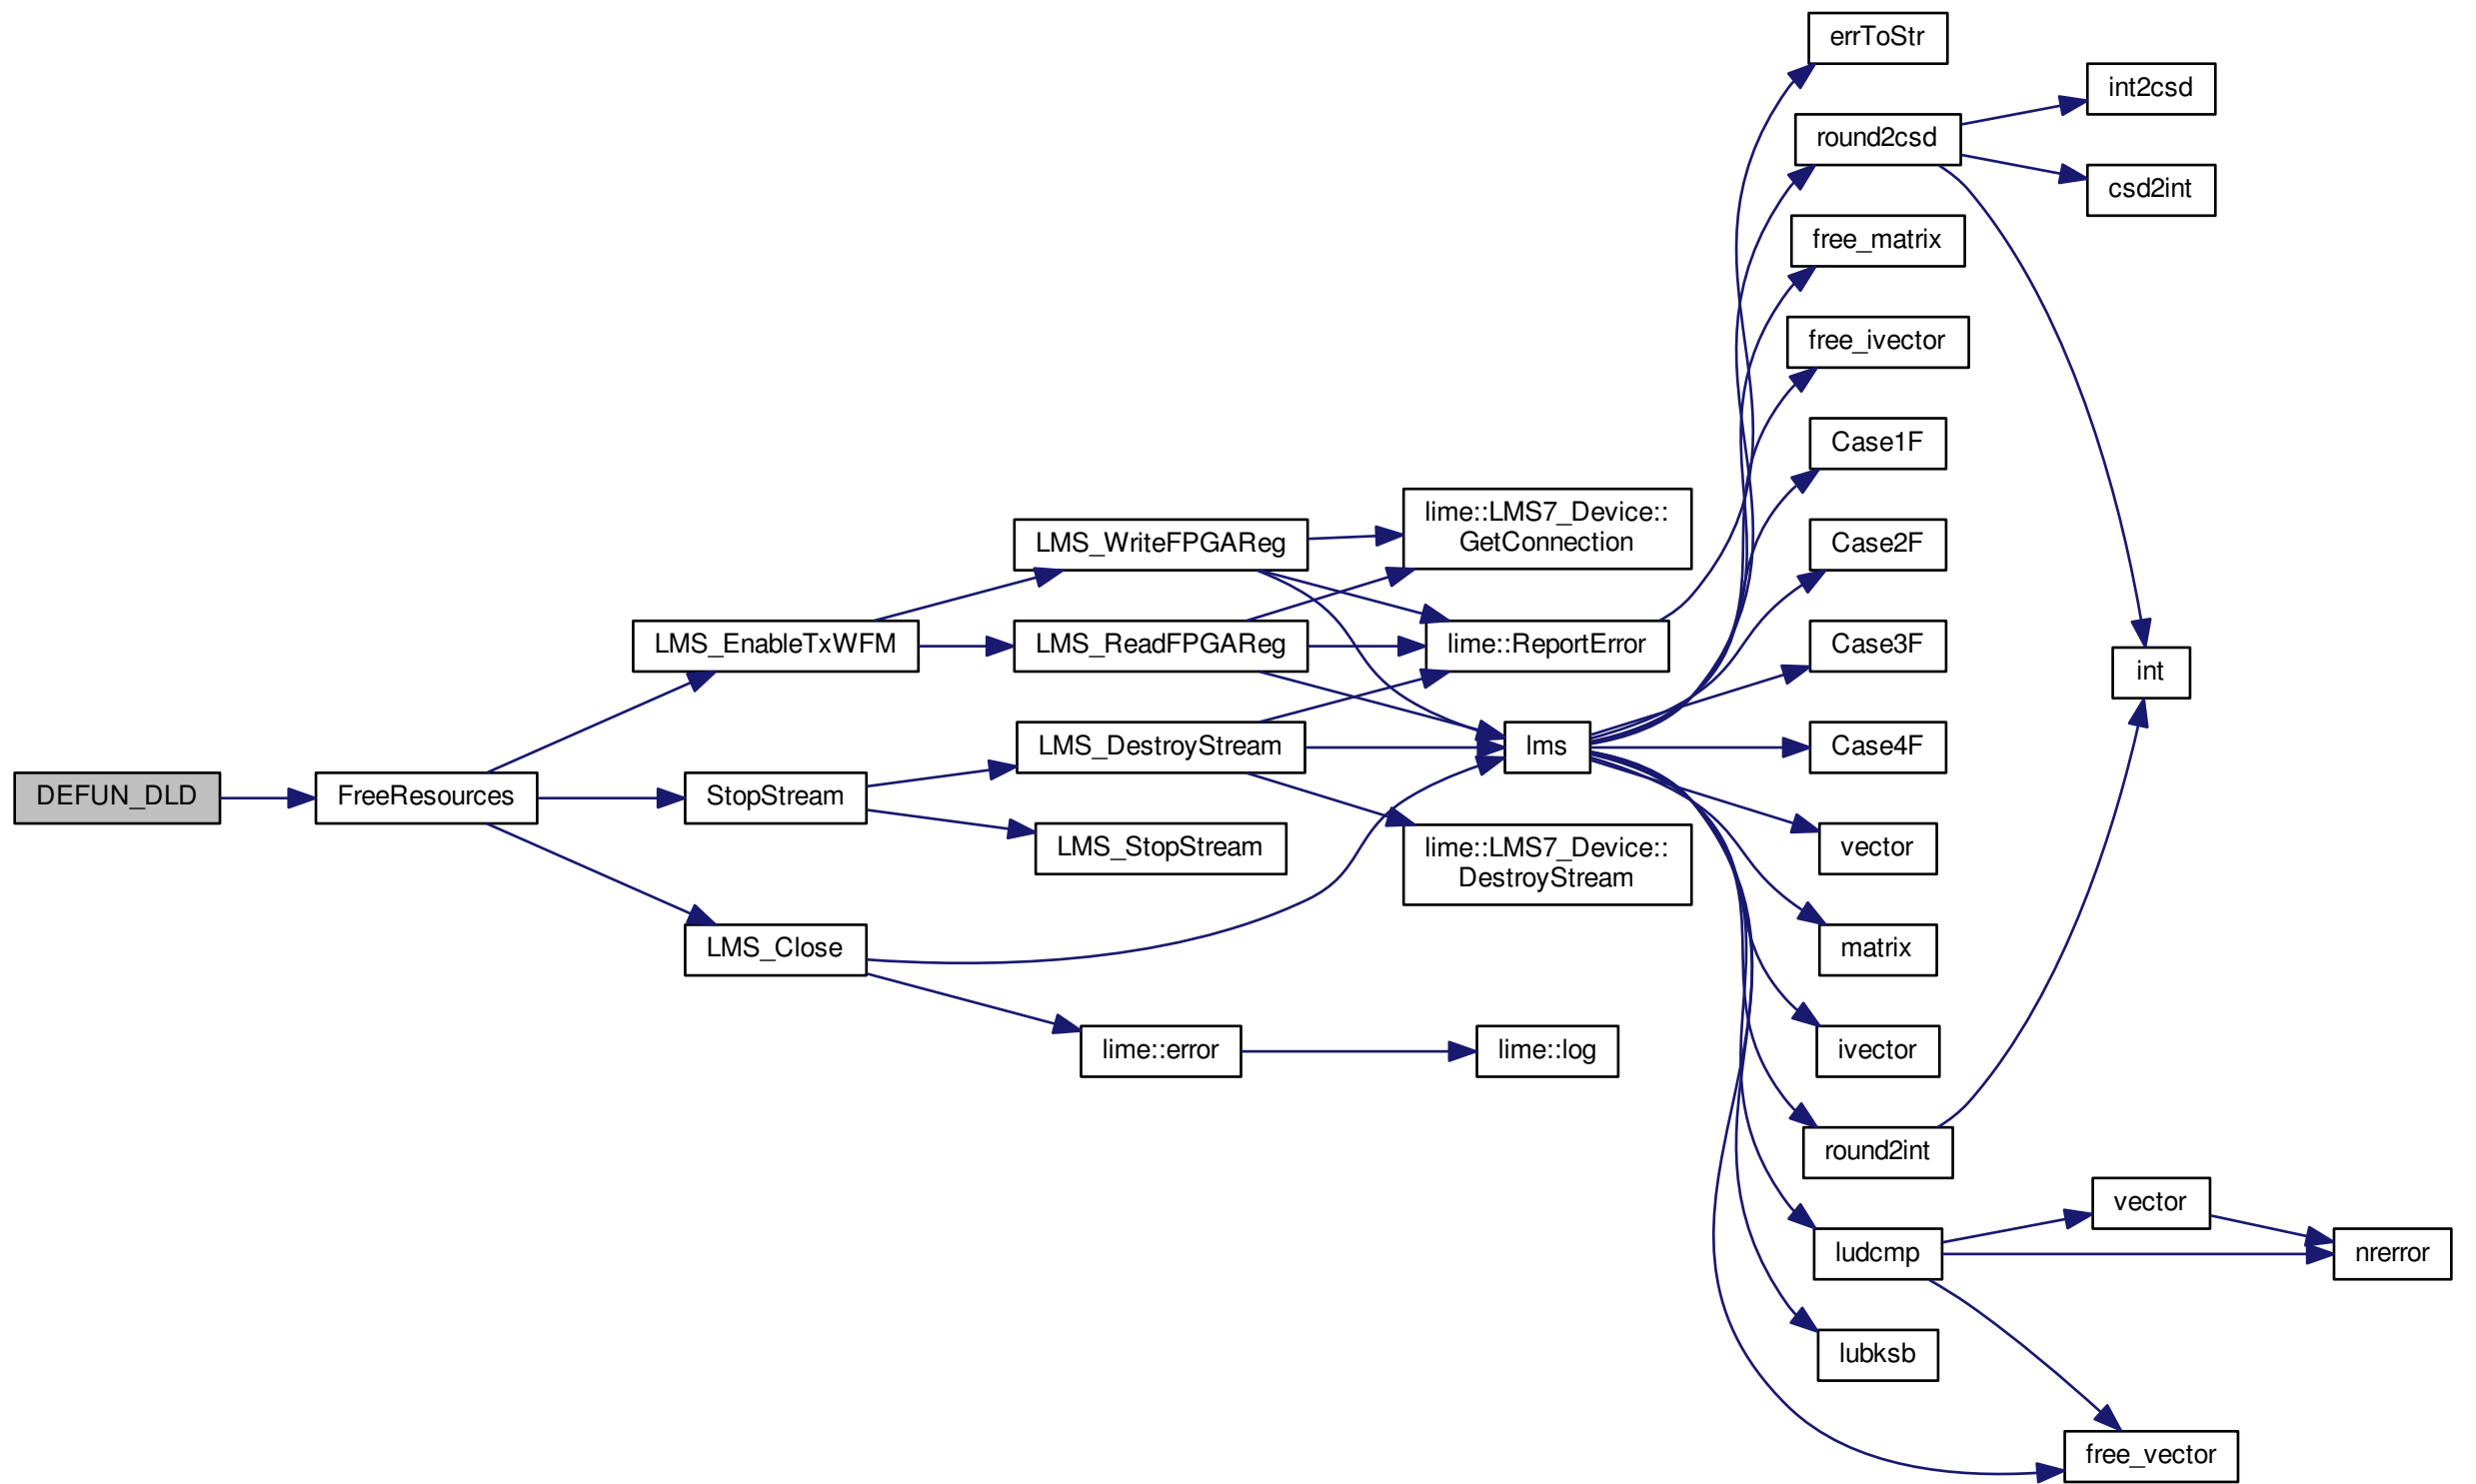 errToStr
int2csd
round2csd
csd2int
free_matrix
free_ivector
Case1F
lime::LMS7_Device::
GetConnection
LMS_WriteFPGAReg
Case2F
LMS_EnableTxWFM
LMS_ReadFPGAReg
lime::ReportError
Case3F
int
LMS_DestroyStream
lms
Case4F
DEFUN_DLD
FreeResources
StopStream
LMS_StopStream
lime::LMS7_Device::
DestroyStream
vector
LMS_Close
matrix
lime::error
lime::log
ivector
round2int
vector
ludcmp
nrerror
lubksb
free_vector